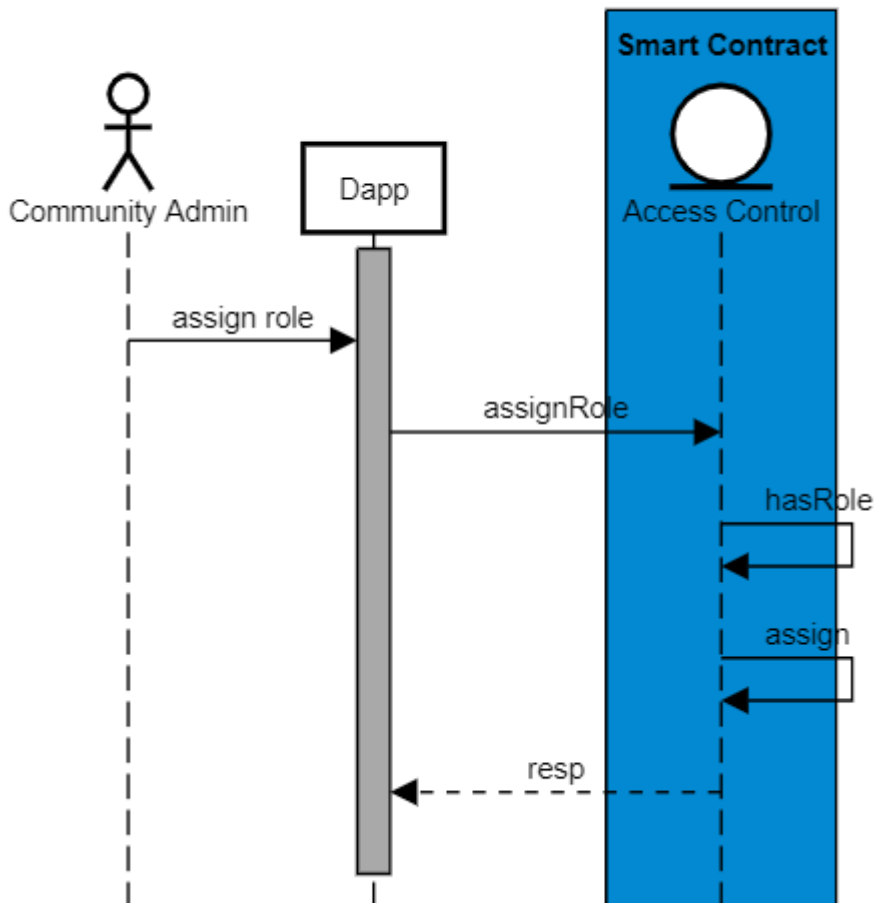 Smart Contract
Community Admin
Dapp
Access Control
assign role
assignRole
hasRole
assign
resp